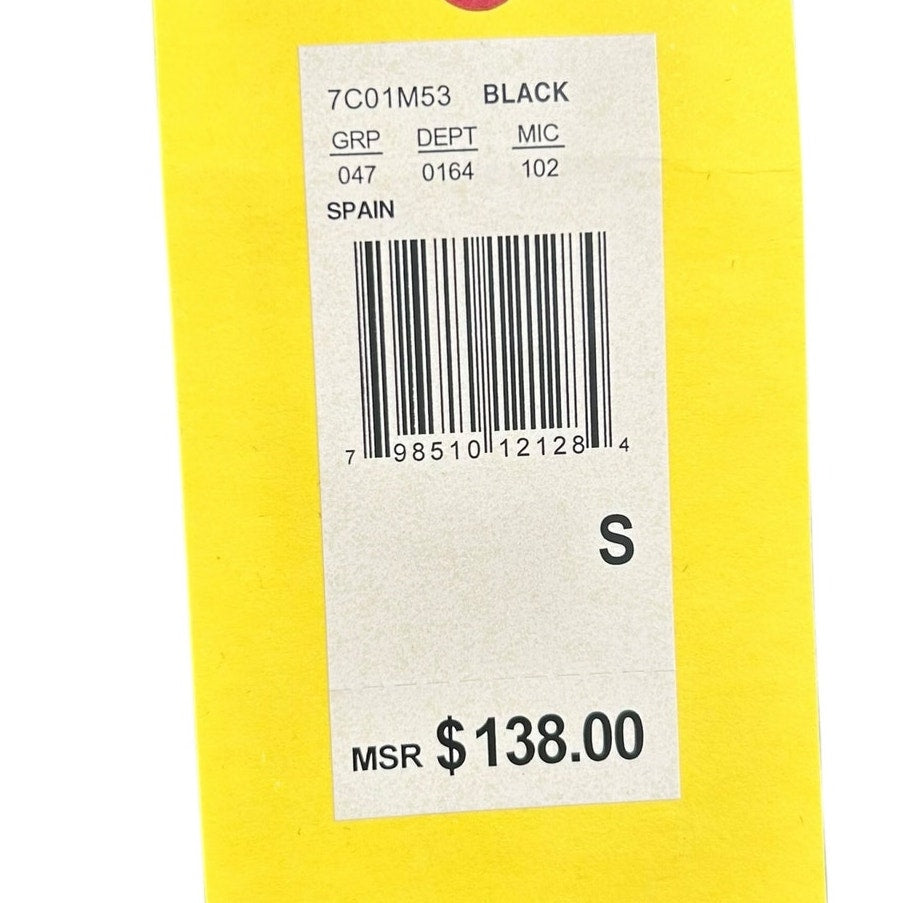 7C01M53 BLACK
GRP DEPT MIC
047 0164 102
SPAIN
7 98510 12128 4
S
MSR $138.00